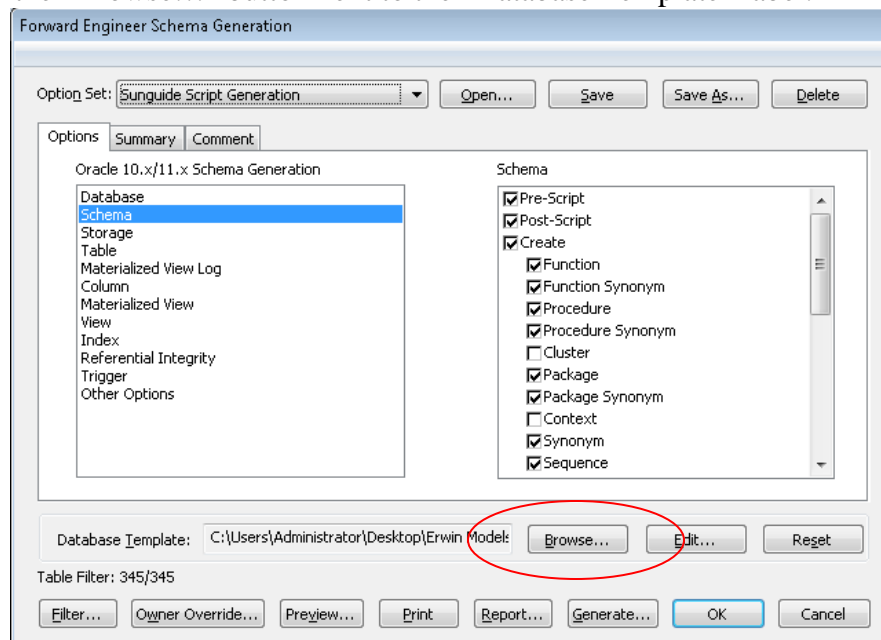 Forward Engineer Schema Generation
Option Set: Sunguide Script Generation Open... Save Save As... Delete
Options Summary Comment
Oracle 10.x/11.x Schema Generation Schema
Database
Schema
Storage
Table
Materialized View Log
Column
Materialized View
View
Index
Referential Integrity
Trigger
Other Options
Pre-Script
Post-Script
Create
Function
Function Synonym
Procedure
Procedure Synonym
Cluster
Package
Package Synonym
Context
Synonym
Sequence
Database Template: C:\Users\Administrator\Desktop\Erwin Models Browse... Edit... Reset
Table Filter: 345/345
Filter... Owner Override... Preview... Print Report... Generate... OK Cancel